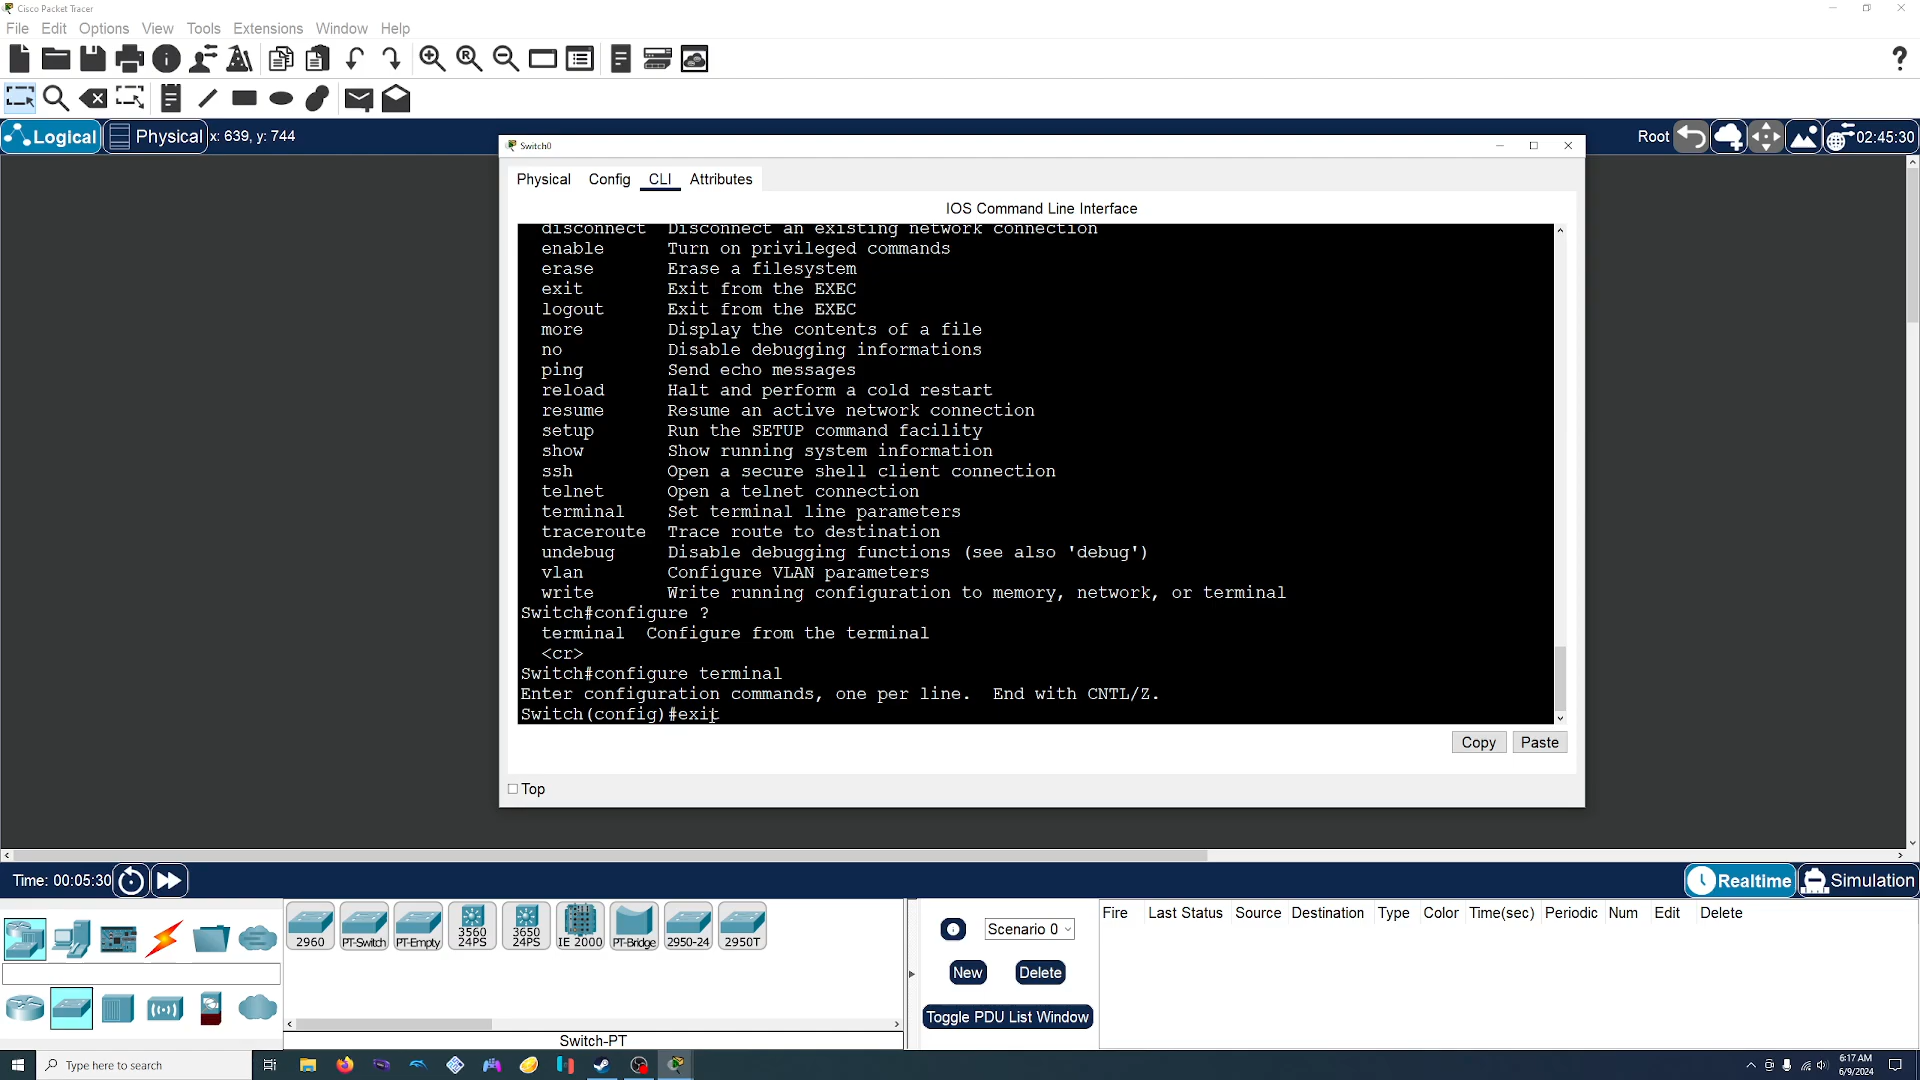 Cisco Packet Tracer
File Edit Options View Tools Extensions Window Help
Logical Physical x: 639, y: 744 Root 02:45:30
Switch0
Physical Config CLI Attributes
IOS Command Line Interface
disconnect Disconnect an existing network connection
enable Turn on privileged commands
erase Erase a filesystem
exit Exit from the EXEC
logout Exit from the EXEC
more Display the contents of a file
no Disable debugging informations
ping Send echo messages
reload Halt and perform a cold restart
resume Resume an active network connection
setup Run the SETUP command facility
show Show running system information
ssh Open a secure shell client connection
telnet Open a telnet connection
terminal Set terminal line parameters
traceroute Trace route to destination
undebug Disable debugging functions (see also 'debug')
vlan Configure VLAN parameters
write Write running configuration to memory, network, or terminal
Switch#configure ?
terminal Configure from the terminal
<cr>
Switch#configure terminal
Enter configuration commands, one per line. End with CNTL/Z.
Switch(config)#exit
Copy Paste
Top
Time: 00:05:30 Realtime Simulation
2960 PT-Switch PT-Empty 3560 24PS 3650 24PS IE 2000 PT-Bridge 2950-24 2950T
Switch-PT
Scenario 0
New Delete
Toggle PDU List Window
Fire Last Status Source Destination Type Color Time(sec) Periodic Num Edit Delete
Type here to search
6:17 AM
6/9/2024